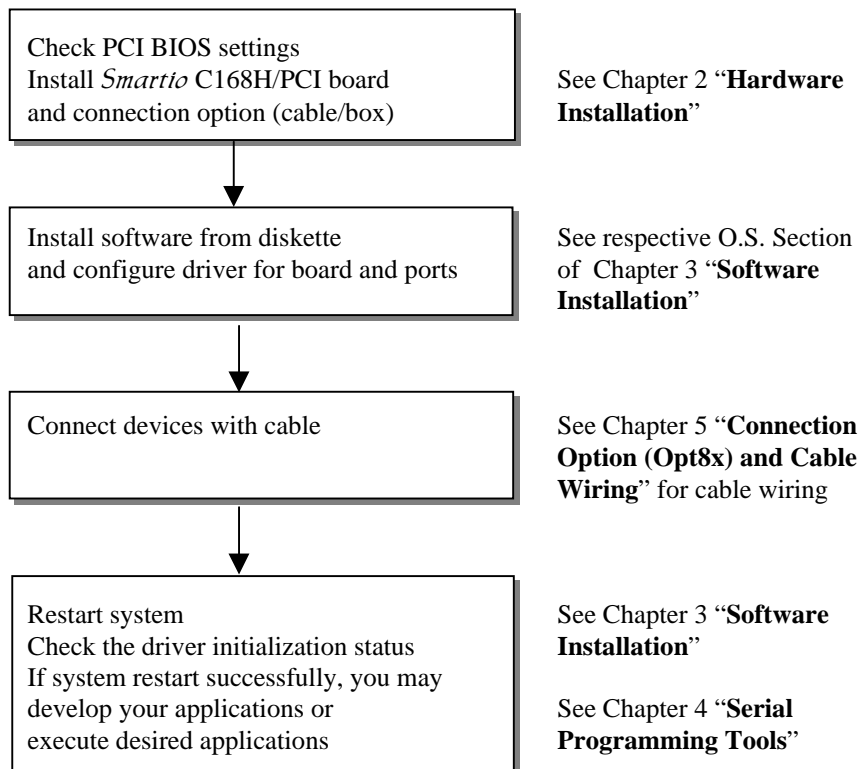 Check PCI BIOS settings
Install Smartio C168H/PCI board
and connection option (cable/box)
See Chapter 2 “Hardware
Installation”
Install software from diskette
and configure driver for board and ports
See respective O.S. Section
of Chapter 3 “Software
Installation”
Connect devices with cable
See Chapter 5 “Connection
Option (Opt8x) and Cable
Wiring” for cable wiring
Restart system
Check the driver initialization status
If system restart successfully, you may
develop your applications or
execute desired applications
See Chapter 3 “Software
Installation”
See Chapter 4 “Serial
Programming Tools”